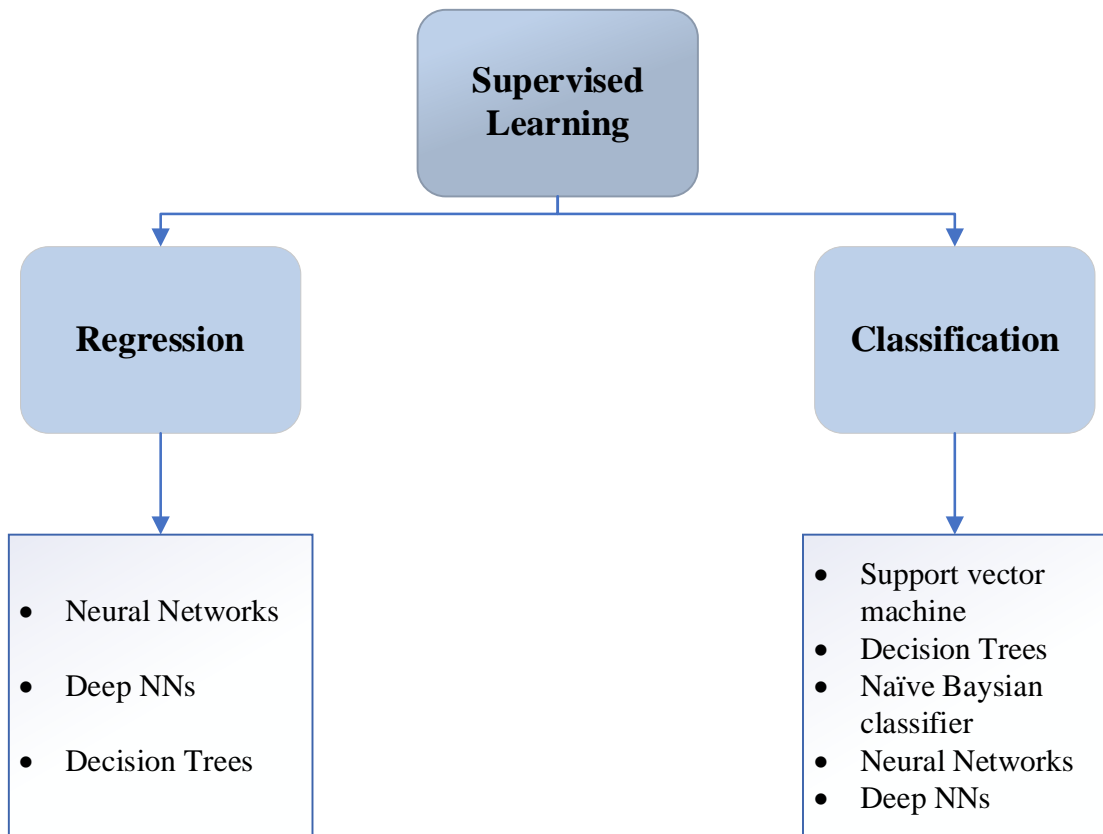 Supervised
Learning
Regression
Classification
• Neural Networks
• Deep NNs
• Decision Trees
• Support vector
machine
• Decision Trees
• Naïve Baysian
classifier
• Neural Networks
• Deep NNs